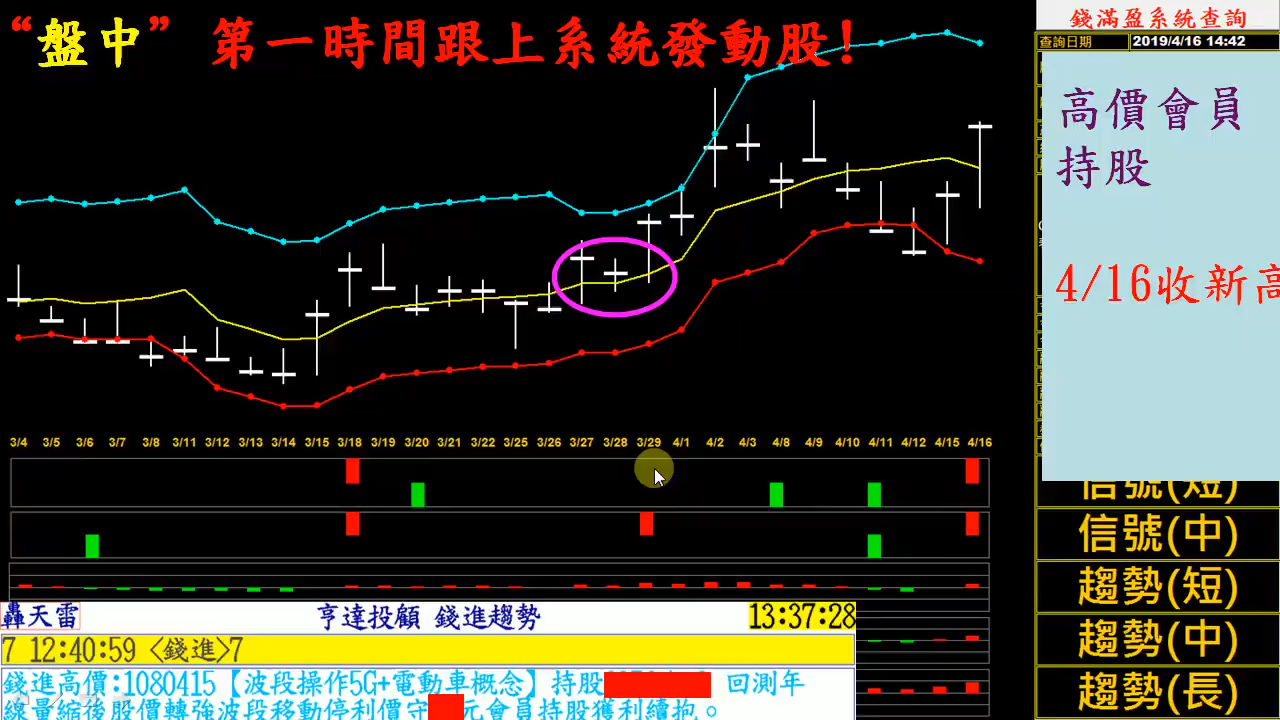 “盤中” 第一時間跟上系統發動股!
錢滿盈系統查詢
查詢日期 2019/4/16 14:42
高價會員
持股
4/16收新高
3/4 3/5 3/6 3/7 3/8 3/11 3/12 3/13 3/14 3/15 3/18 3/19 3/20 3/21 3/22 3/25 3/26 3/27 3/28 3/29 4/1 4/2 4/3 4/8 4/9 4/10 4/11 4/12 4/15 4/16
信號(短)
信號(中)
趨勢(短)
趨勢(中)
趨勢(長)
轟天雷 亨達投顧 錢進趨勢 13:37:28
7 12:40:59 <錢進>7
錢進高價:1080415【波段操作5G+電動車概念】持股 回測年
線量縮後股價轉強波段移動停利價守 元會員持股獲利續抱。